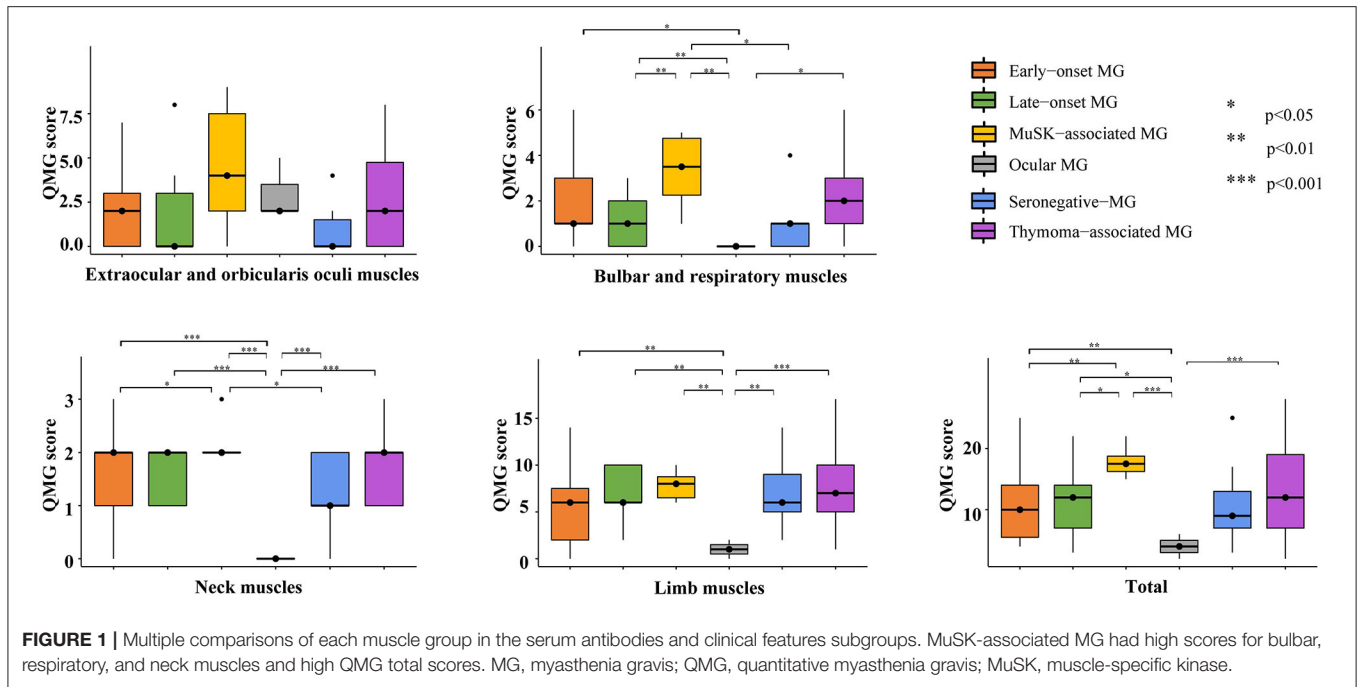 QMG score
7.5
5.0
2.5
0.0
Extraocular and orbicularis oculi muscles
QMG score
6
4
2
0
*
**
*
** **
*
Bulbar and respiratory muscles
Early-onset MG
Late-onset MG
MuSK-associated MG
Ocular MG
Seronegative-MG
Thymoma-associated MG
* p<0.05
** p<0.01
*** p<0.001
QMG score
3
2
1
0
***
*** ***
*** ***
* *
Neck muscles
QMG score
15
10
5
0
**
** ***
** **
Limb muscles
QMG score
20
10
**
** ***
*
* ***
Total
FIGURE 1 | Multiple comparisons of each muscle group in the serum antibodies and clinical features subgroups. MuSK-associated MG had high scores for bulbar,
respiratory, and neck muscles and high QMG total scores. MG, myasthenia gravis; QMG, quantitative myasthenia gravis; MuSK, muscle-specific kinase.